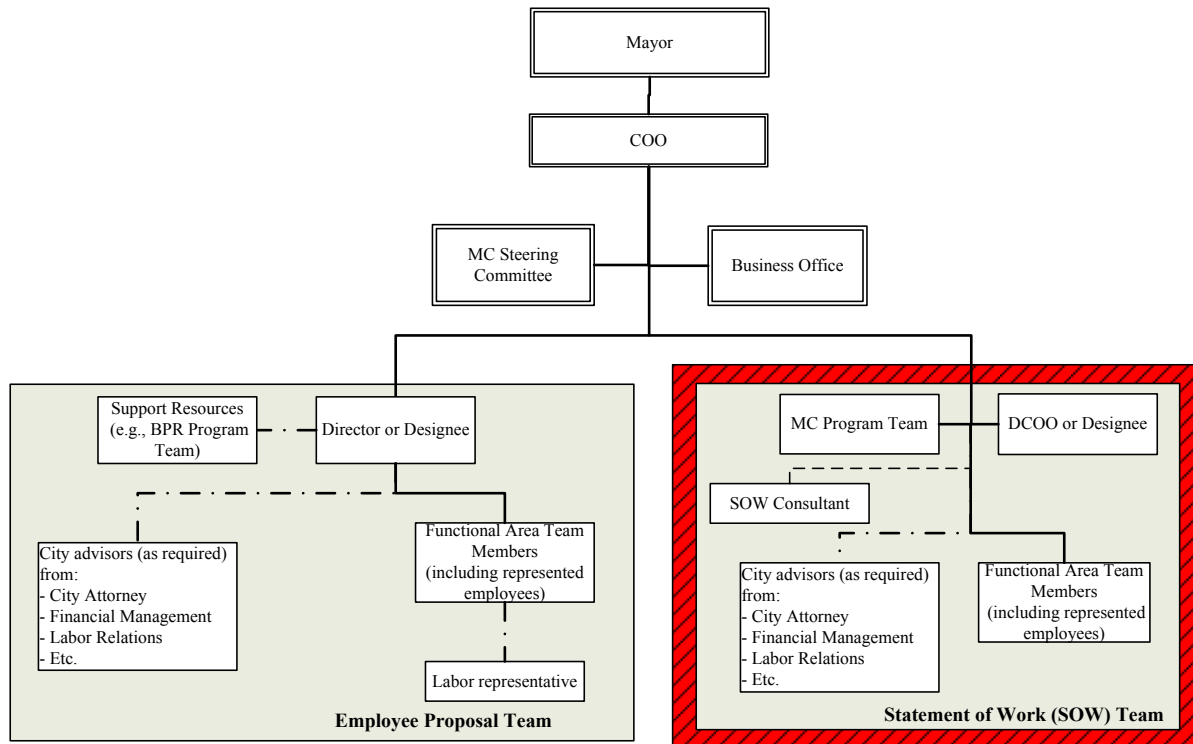 Mayor
COO
MC Steering
Committee
Business Office
Support Resources
(e.g., BPR Program
Team)
Director or Designee
City advisors (as required)
from:
- City Attorney
- Financial Management
- Labor Relations
- Etc.
Functional Area Team
Members
(including represented
employees)
Labor representative
Employee Proposal Team
MC Program Team
DCOO or Designee
SOW Consultant
City advisors (as required)
from:
- City Attorney
- Financial Management
- Labor Relations
- Etc.
Functional Area Team
Members
(including represented
employees)
Statement of Work (SOW) Team